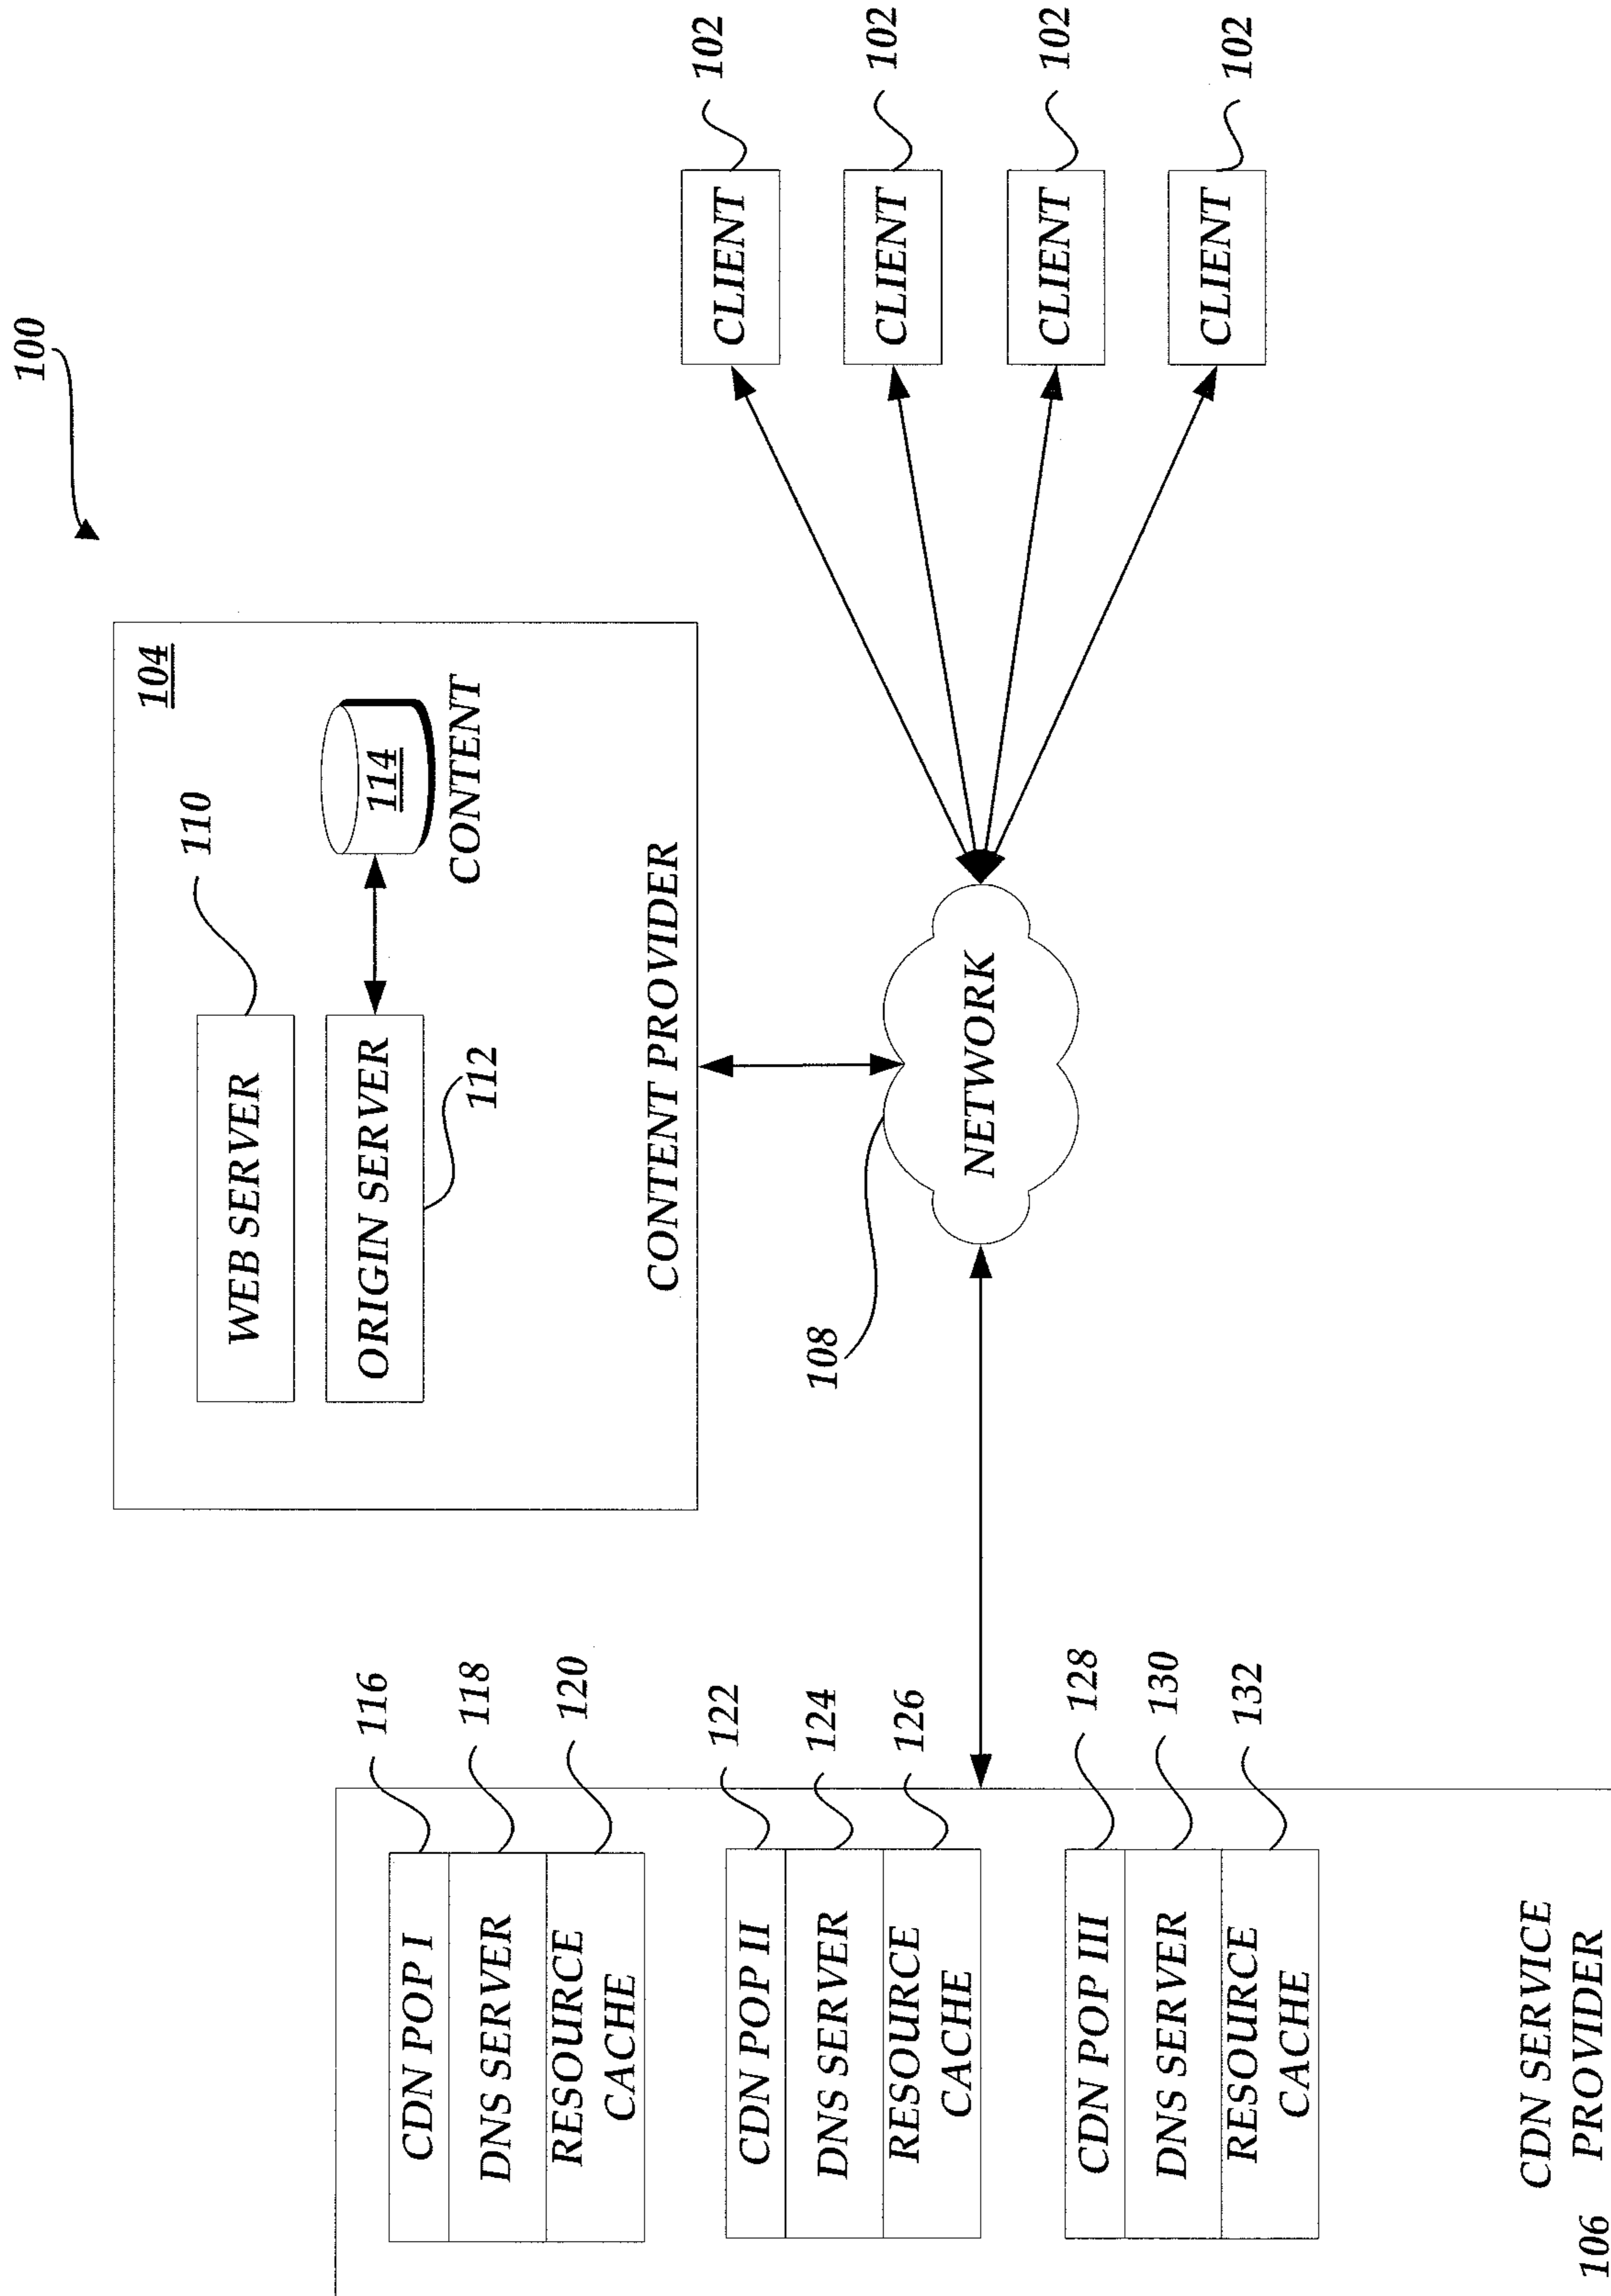 100
104
WEB SERVER
110
ORIGIN SERVER
112
114
CONTENT
CONTENT PROVIDER
CDN POP I
116
DNS SERVER
118
RESOURCE
CACHE
120
CDN POP II
122
DNS SERVER
124
RESOURCE
CACHE
126
CDN POP III
128
DNS SERVER
130
RESOURCE
CACHE
132
CDN SERVICE
PROVIDER
106
108
NETWORK
CLIENT
102
CLIENT
102
CLIENT
102
CLIENT
102